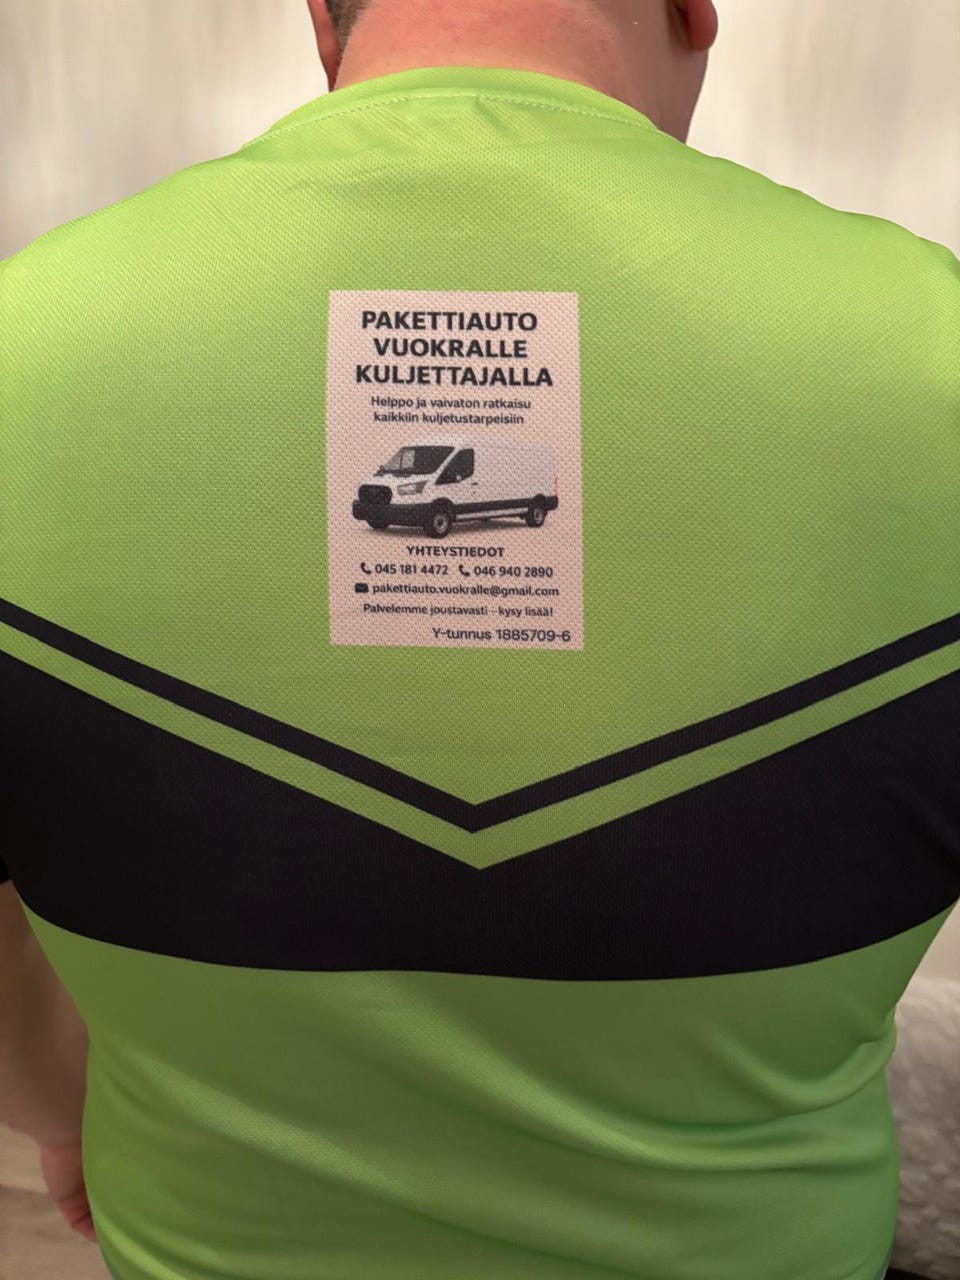 PAKETTIAUTO
VUOKRALLE
KULJETTAJALLA
Helppo ja vaivaton ratkaisu
kaikkiin kuljetustarpeisiin
YHTEYSTIEDOT
045 181 4472 046 940 2890
pakettiauto.vuokralle@gmail.com
Palvelemme joustavasti – kysy lisää!
Y-tunnus 1885709-6